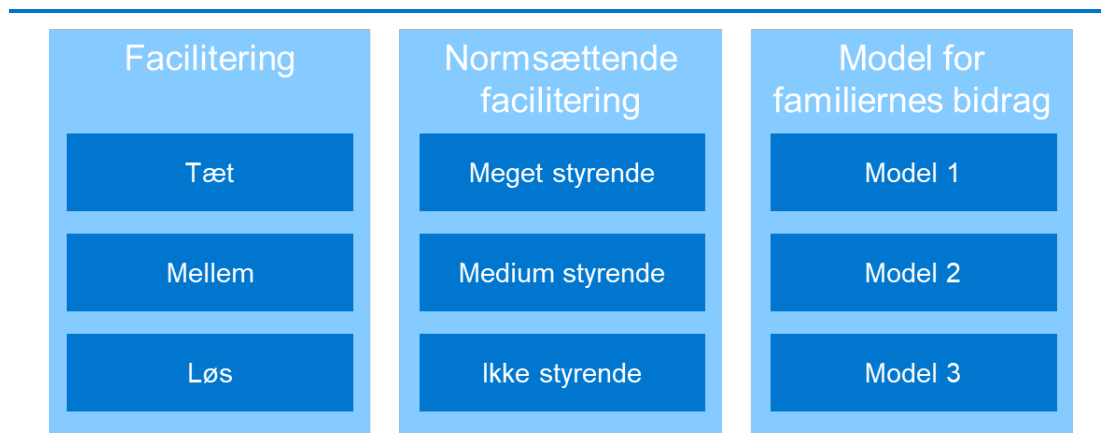 Facilitering
Tæt
Mellem
Løs
Normsættende
facilitering
Meget styrende
Medium styrende
Ikke styrende
Model for
familiernes bidrag
Model 1
Model 2
Model 3